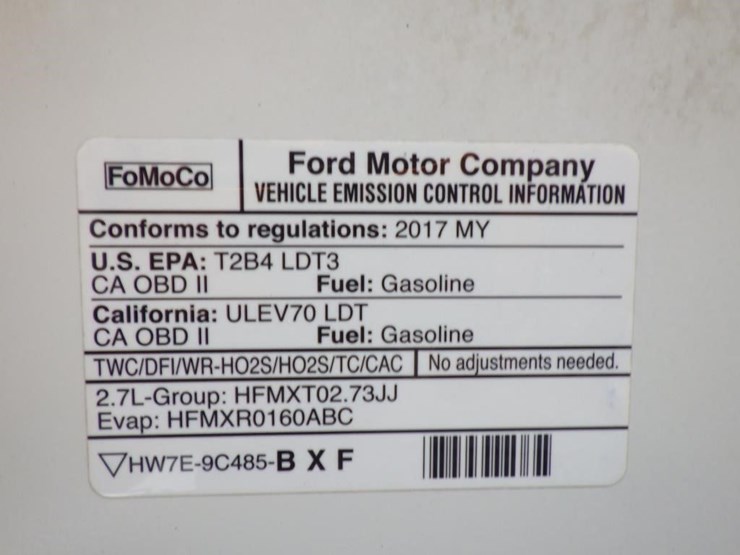 FoMoCo
Ford Motor Company
VEHICLE EMISSION CONTROL INFORMATION
Conforms to regulations: 2017 MY
U.S. EPA: T2B4 LDT3
CA OBD II Fuel: Gasoline
California: ULEV70 LDT
CA OBD II Fuel: Gasoline
TWC/DFI/WR-HO2S/HO2S/TC/CAC No adjustments needed.
2.7L-Group: HFMXT02.73JJ
Evap: HFMXR0160ABC
HW7E-9C485-B X F